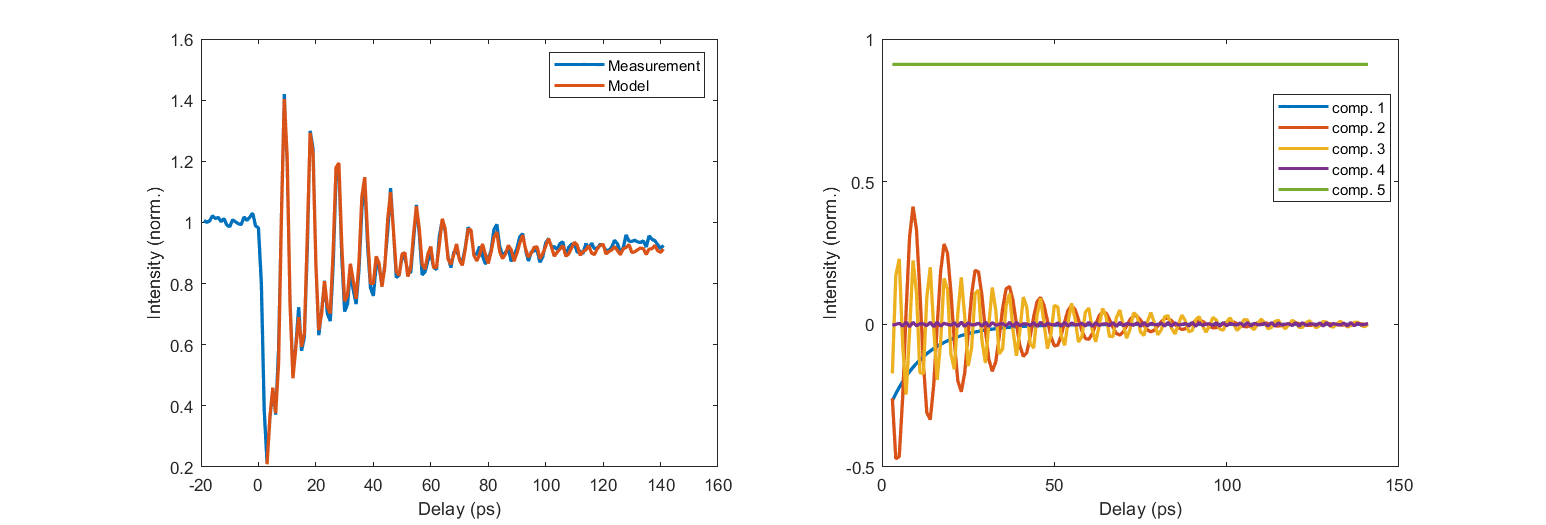 Intensity (norm.)
1.6
1.4
1.2
1
0.8
0.6
0.4
0.2
-20 0 20 40 60 80 100 120 140 160
Delay (ps)
Measurement
Model
Intensity (norm.)
1
0.5
0
-0.5
0 50 100 150
Delay (ps)
comp. 1
comp. 2
comp. 3
comp. 4
comp. 5